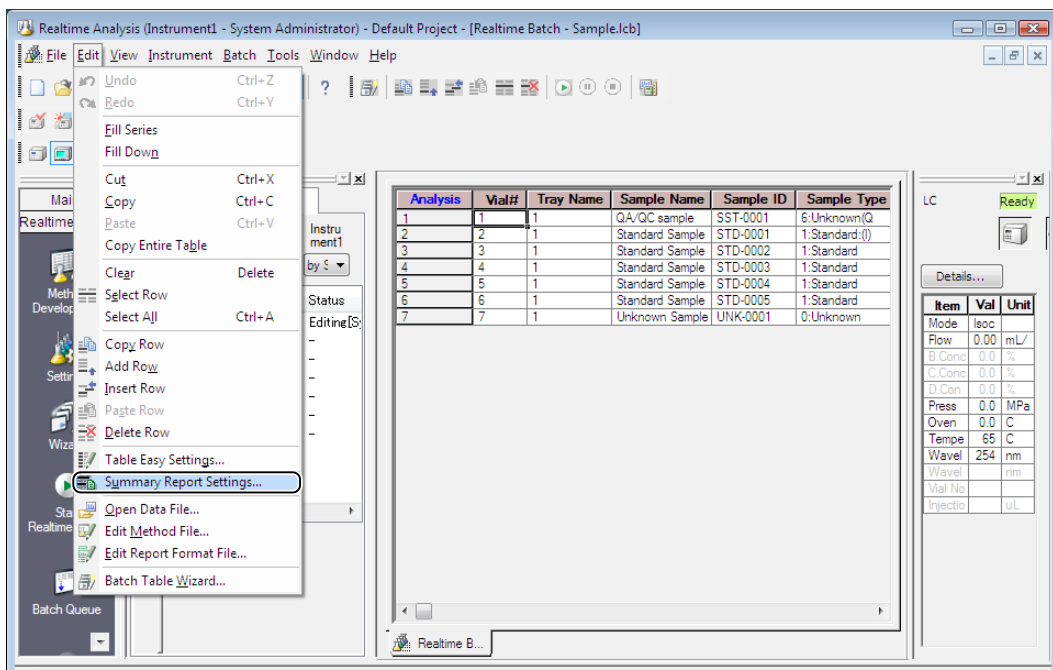 Realtime Analysis (Instrument1 - System Administrator) - Default Project - [Realtime Batch - Sample.lcb]
File Edit View Instrument Batch Tools Window Help
Undo Ctrl+Z
Redo Ctrl+Y
Fill Series
Fill Down
Cut Ctrl+X
Copy Ctrl+C
Paste Ctrl+V
Copy Entire Table
Clear Delete
Select Row
Select All Ctrl+A
Copy Row
Add Row
Insert Row
Paste Row
Delete Row
Table Easy Settings...
Summary Report Settings...
Open Data File...
Edit Method File...
Edit Report Format File...
Batch Table Wizard...
Mai
Realtime
Meth
Develop
Settin
Wiza
Sta
Realtime
Batch Queue
Instru
ment1
by S
Status
Editing[S
-
-
-
-
-
Analysis Vial# Tray Name Sample Name Sample ID Sample Type
1 1 1 QA/QC sample SST-0001 6:Unknown(Q
2 2 1 Standard Sample STD-0001 1:Standard:(I)
3 3 1 Standard Sample STD-0002 1:Standard
4 4 1 Standard Sample STD-0003 1:Standard
5 5 1 Standard Sample STD-0004 1:Standard
6 6 1 Standard Sample STD-0005 1:Standard
7 7 1 Unknown Sample UNK-0001 0:Unknown
Realtime B...
LC Ready
Details...
Item Val Unit
Mode Isoc
Flow 0.00 mL/
B.Conc 0.0 %
C.Conc 0.0 %
D.Con 0.0 %
Press 0.0 MPa
Oven 0.0 C
Tempe 65 C
Wavel 254 nm
Wavel nm
Vial No
Injectio uL